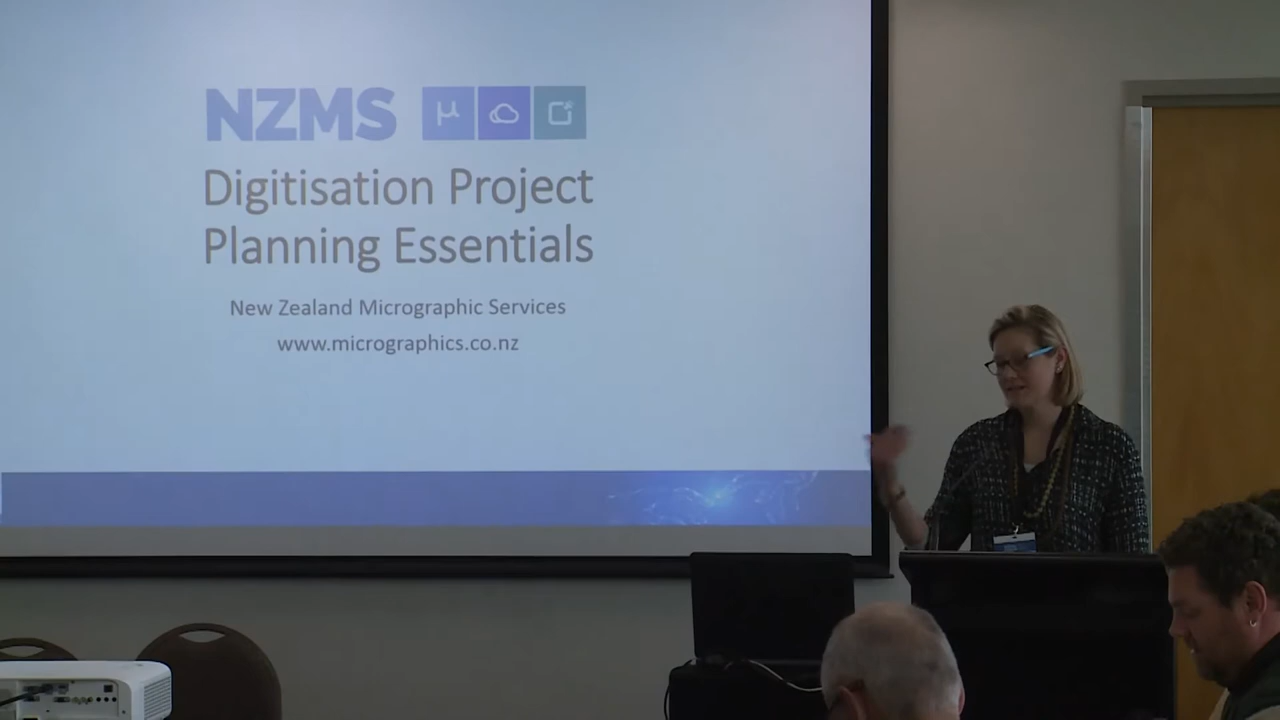 NZMS μ
Digitisation Project
Planning Essentials
New Zealand Micrographic Services
www.micrographics.co.nz